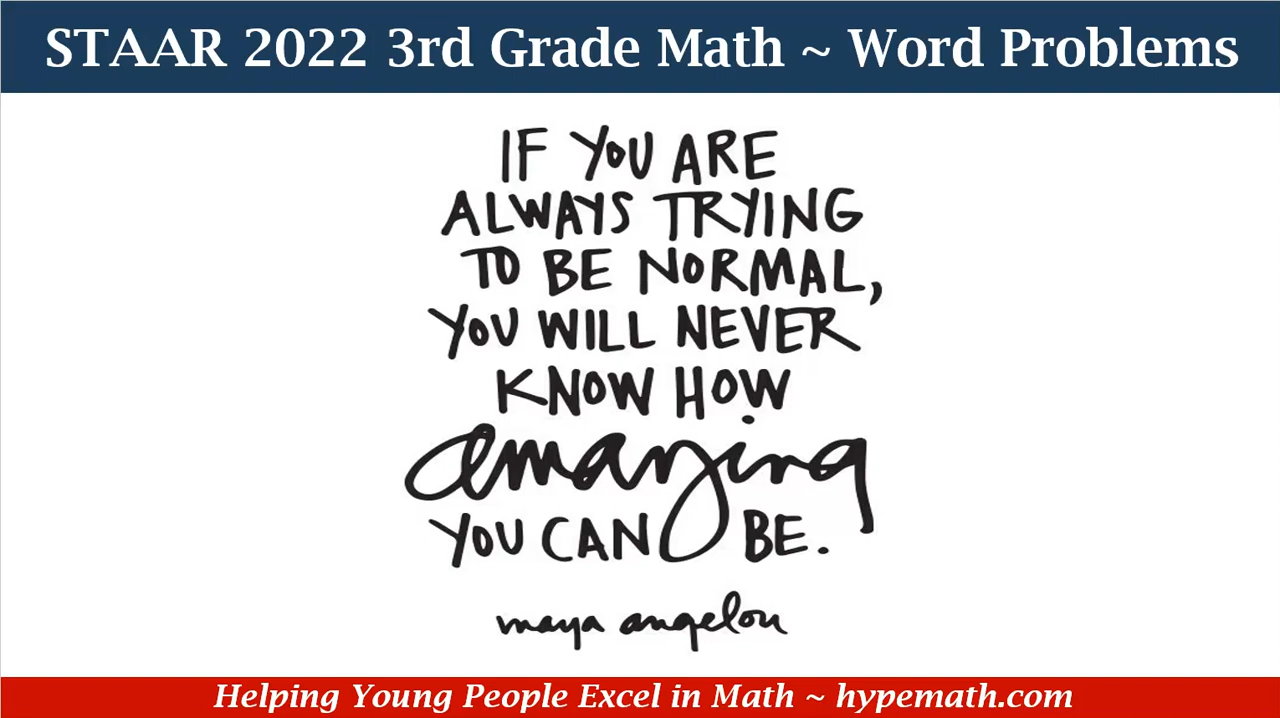 STAAR 2022 3rd Grade Math ~ Word Problems
IF YOU ARE
ALWAYS TRYING
TO BE NORMAL,
YOU WILL NEVER
KNOW HOW
amazing
YOU CAN BE.
maya angelou
Helping Young People Excel in Math ~ hypemath.com